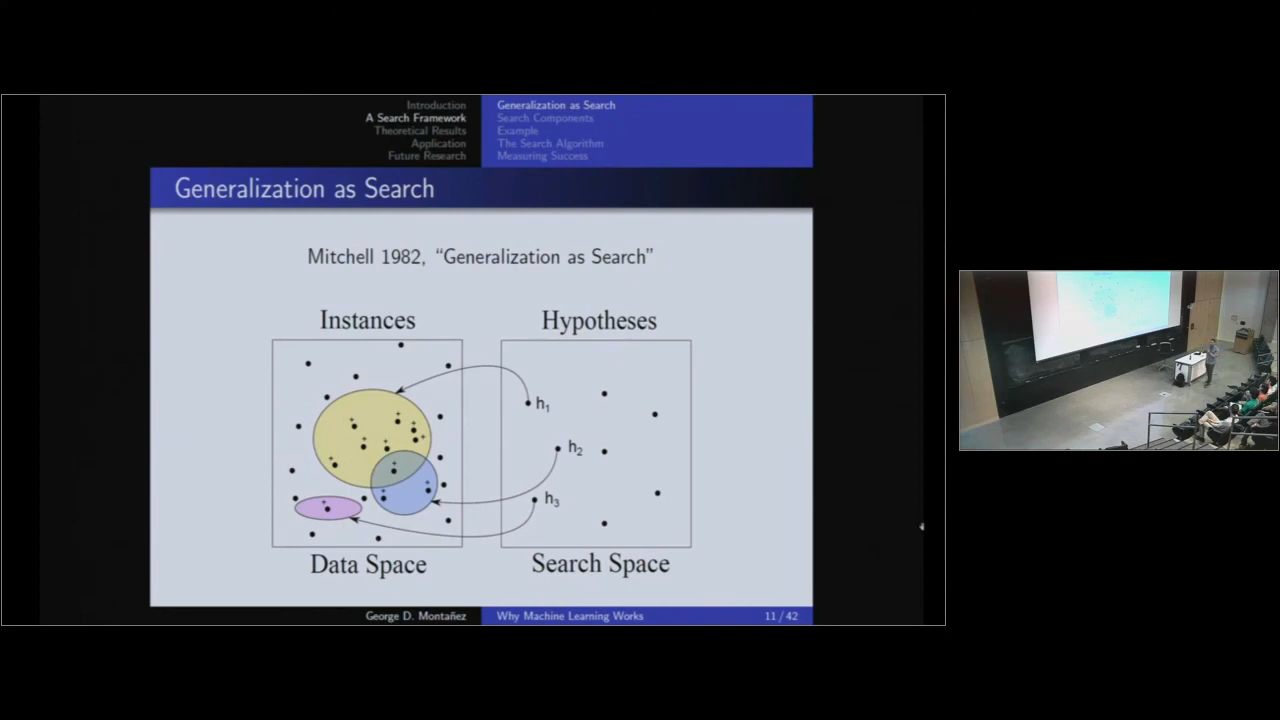 Introduction
A Search Framework
Theoretical Results
Application
Future Research
Generalization as Search
Search Components
Example
The Search Algorithm
Measuring Success
Generalization as Search
Mitchell 1982, “Generalization as Search”
Instances
Hypotheses
h1
h2
h3
Data Space
Search Space
George D. Montañez
Why Machine Learning Works
11 / 42